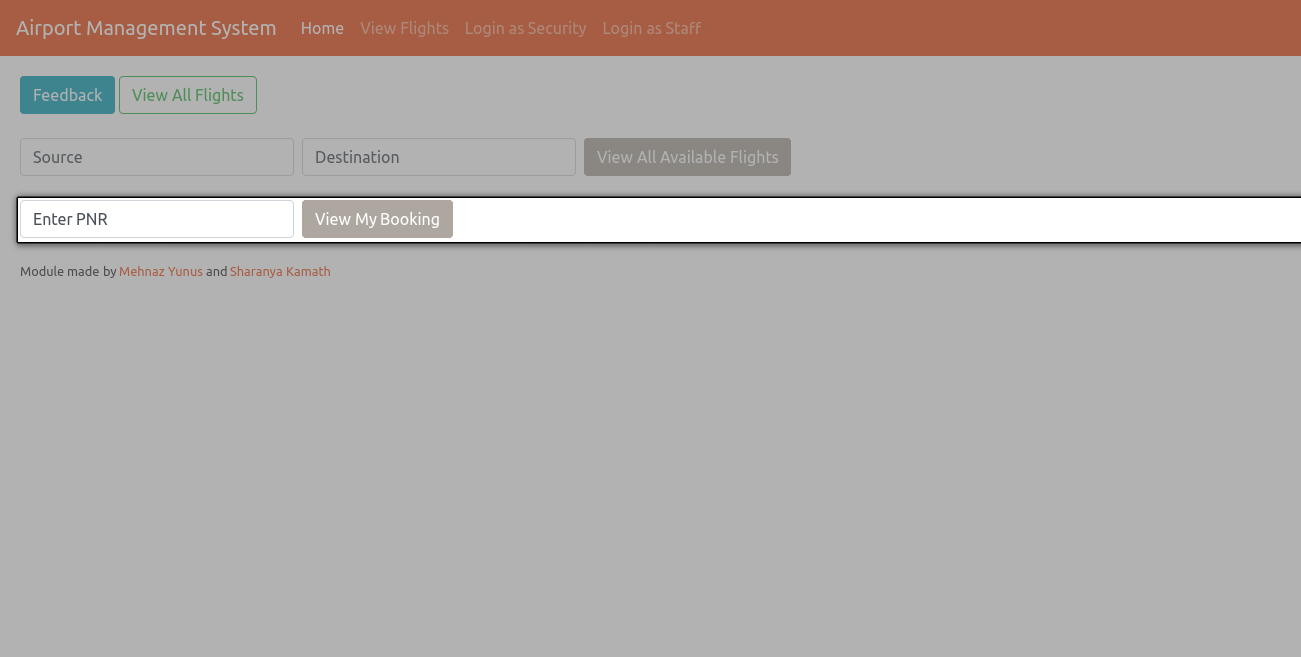 Airport Management System Home View Flights Login as Security Login as Staff
Feedback View All Flights
Source Destination View All Available Flights
Enter PNR View My Booking
Module made by Mehnaz Yunus and Sharanya Kamath